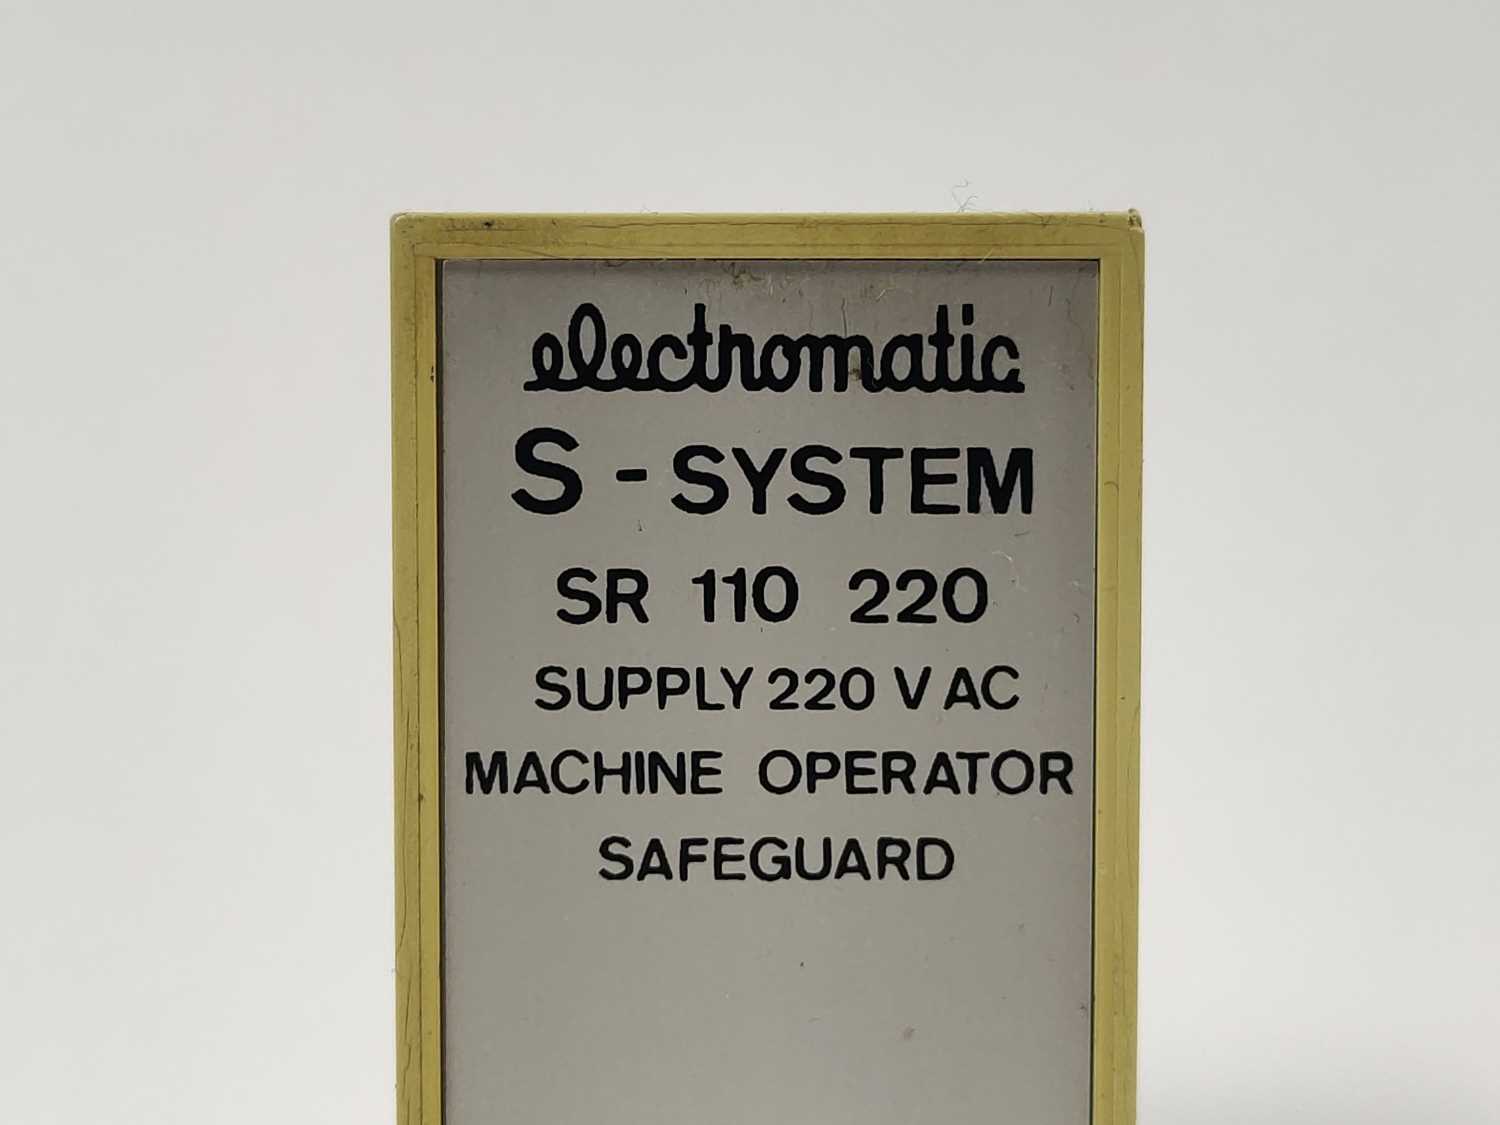 electromatic
S - SYSTEM
SR 110 220
SUPPLY 220 V AC
MACHINE OPERATOR
SAFEGUARD